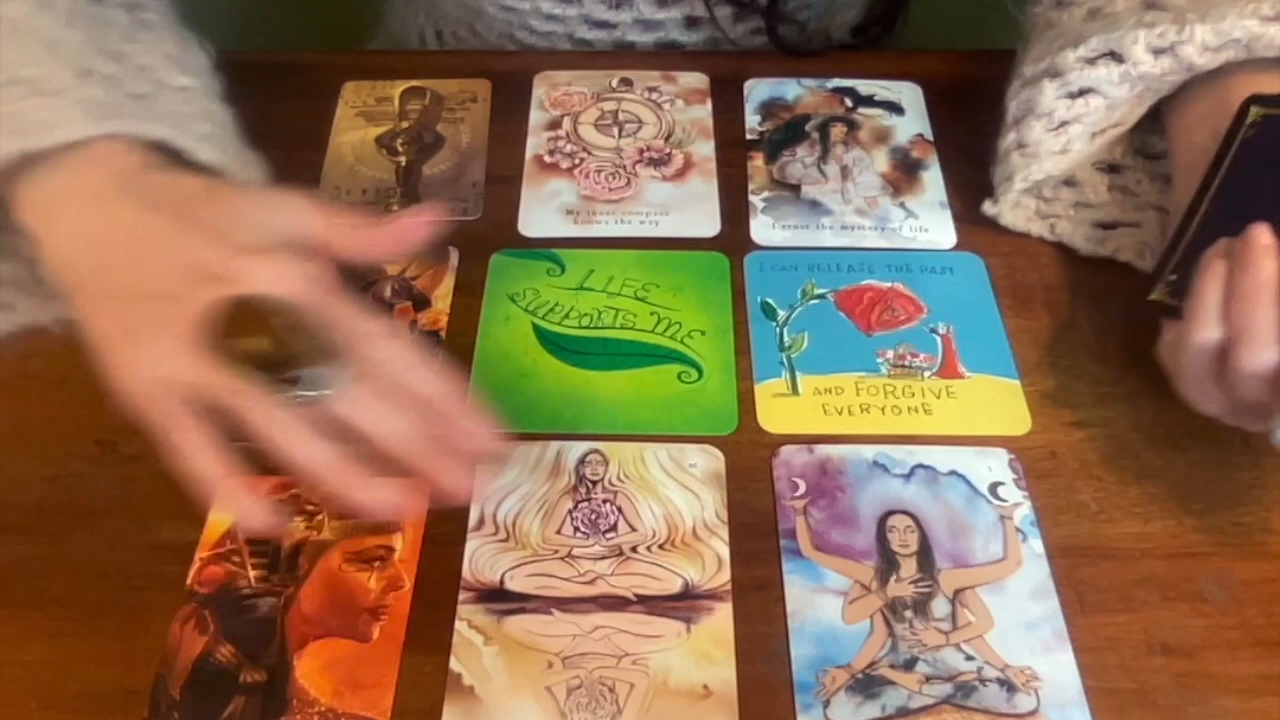 My inner compass
knows the way
I trust the mystery of life
LIFE
SUPPORTS ME
I CAN RELEASE THE PAST
AND FORGIVE
EVERYONE